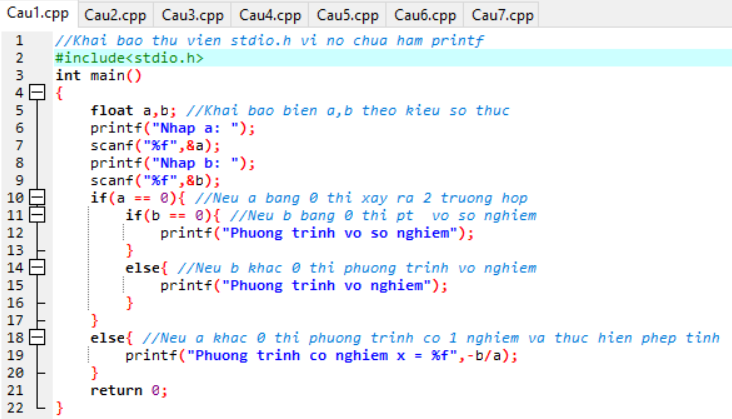 Cau1.cpp Cau2.cpp Cau3.cpp Cau4.cpp Cau5.cpp Cau6.cpp Cau7.cpp
1 //Khai bao thu vien stdio.h vi no chua ham printf
2 #include<stdio.h>
3 int main()
4 {
5 float a,b; //Khai bao bien a,b theo kieu so thuc
6 printf("Nhap a: ");
7 scanf("%f",&a);
8 printf("Nhap b: ");
9 scanf("%f",&b);
10 if(a == 0){ //Neu a bang 0 thi xay ra 2 truong hop
11 if(b == 0){ //Neu b bang 0 thi pt  vo so nghiem
12 printf("Phuong trinh vo so nghiem");
13 }
14 else{ //Neu b khac 0 thi phuong trinh vo nghiem
15 printf("Phuong trinh vo nghiem");
16 }
17 }
18 else{ //Neu a khac 0 thi phuong trinh co 1 nghiem va thuc hien phep tinh
19 printf("Phuong trinh co nghiem x = %f",-b/a);
20 }
21 return 0;
22 }